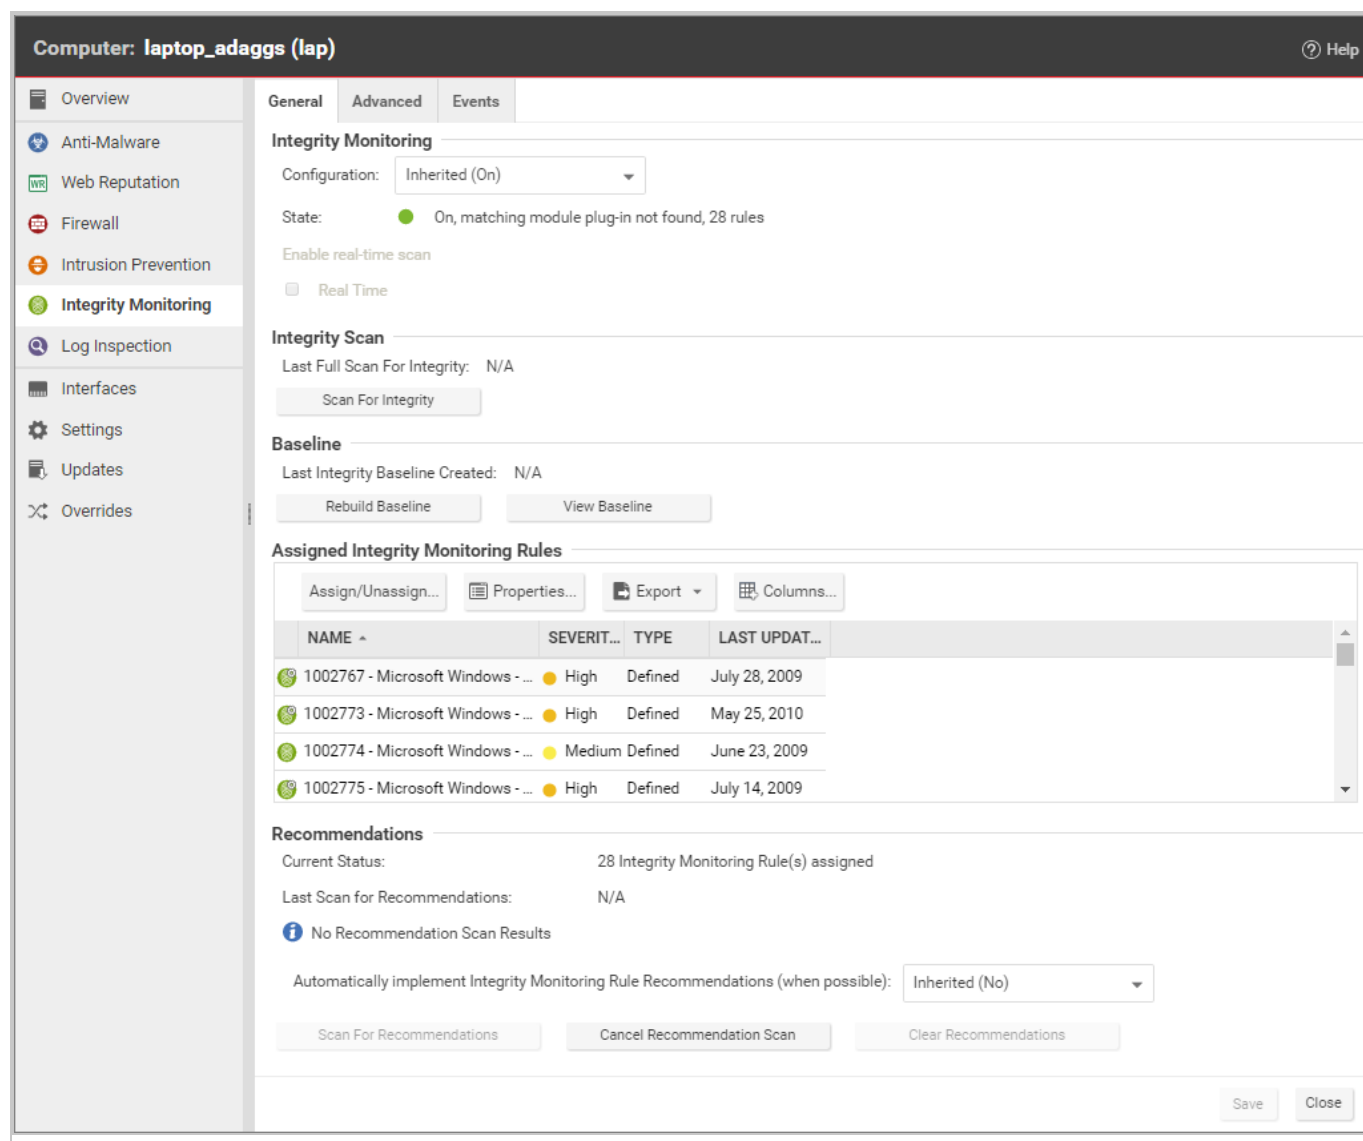 Computer: laptop_adaggs (lap)
Help
Overview
Anti-Malware
WR Web Reputation
Firewall
Intrusion Prevention
Integrity Monitoring
Log Inspection
Interfaces
Settings
Updates
Overrides
General Advanced Events
Integrity Monitoring
Configuration: Inherited (On)
State: On, matching module plug-in not found, 28 rules
Enable real-time scan
Real Time
Integrity Scan
Last Full Scan For Integrity: N/A
Scan For Integrity
Baseline
Last Integrity Baseline Created: N/A
Rebuild Baseline View Baseline
Assigned Integrity Monitoring Rules
Assign/Unassign... Properties... Export Columns...
NAME SEVERIT... TYPE LAST UPDAT...
1002767 - Microsoft Windows - ... High Defined July 28, 2009
1002773 - Microsoft Windows - ... High Defined May 25, 2010
1002774 - Microsoft Windows - ... Medium Defined June 23, 2009
1002775 - Microsoft Windows - ... High Defined July 14, 2009
Recommendations
Current Status: 28 Integrity Monitoring Rule(s) assigned
Last Scan for Recommendations: N/A
No Recommendation Scan Results
Automatically implement Integrity Monitoring Rule Recommendations (when possible): Inherited (No)
Scan For Recommendations Cancel Recommendation Scan Clear Recommendations
Save Close